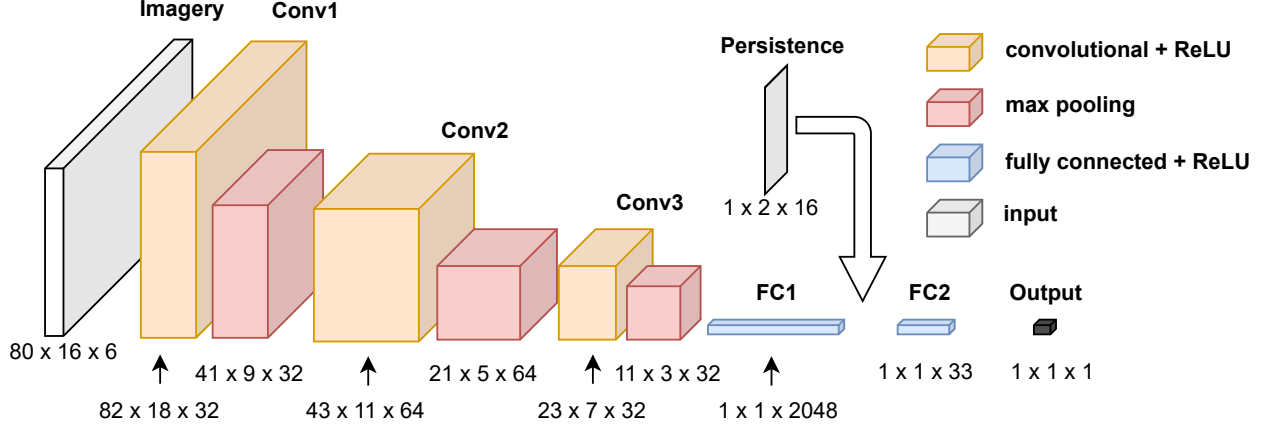 Imagery
Conv1
Persistence
convolutional + ReLU
max pooling
Conv2
fully connected + ReLU
Conv3
1 x 2 x 16
input
FC1
FC2
Output
80 x 16 x 6
41 x 9 x 32
21 x 5 x 64
11 x 3 x 32
1 x 1 x 33
1 x 1 x 1
82 x 18 x 32
43 x 11 x 64
23 x 7 x 32
1 x 1 x 2048